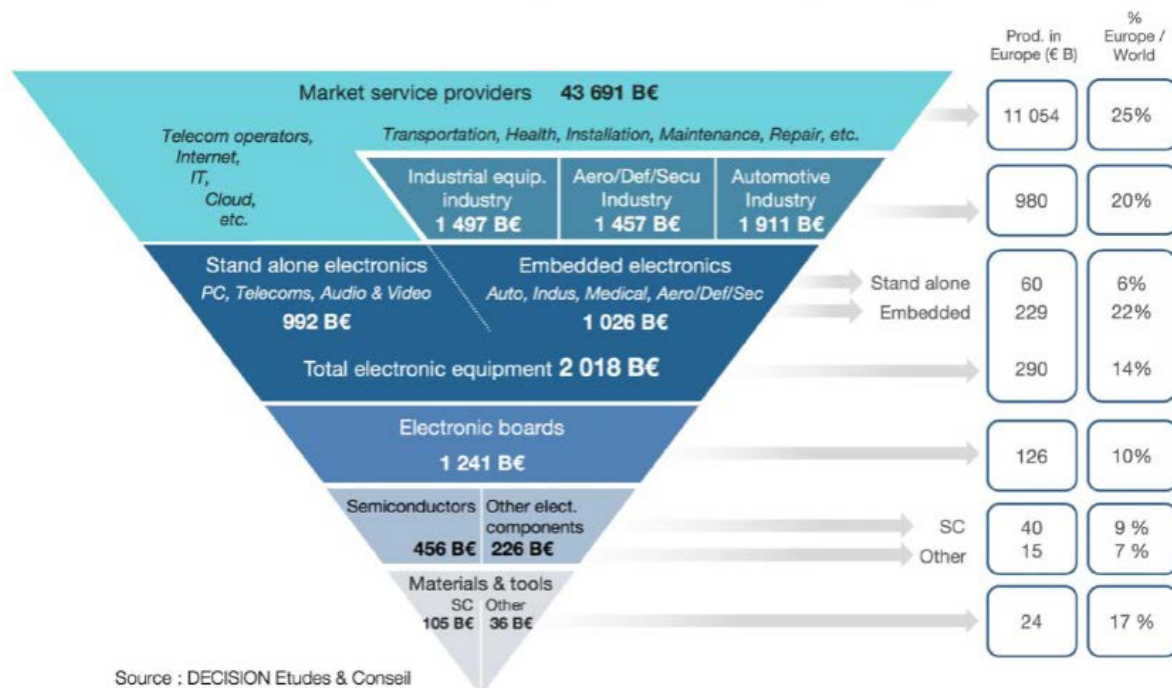 Prod. in
Europe (€ B)
%
Europe /
World
Market service providers 43 691 B€
Telecom operators,
Internet,
IT,
Cloud,
etc.
Transportation, Health, Installation, Maintenance, Repair, etc.
11 054
25%
Industrial equip.
industry
1 497 B€
Aero/Def/Secu
Industry
1 457 B€
Automotive
Industry
1 911 B€
980
20%
Stand alone electronics
PC, Telecoms, Audio & Video
992 B€
Embedded electronics
Auto, Indus, Medical, Aero/Def/Sec
1 026 B€
Total electronic equipment 2 018 B€
Stand alone
Embedded
60
229
290
6%
22%
14%
Electronic boards
1 241 B€
126
10%
Semiconductors
456 B€
Other elect.
components
226 B€
SC
Other
40
15
9 %
7 %
Materials & tools
SC
105 B€
Other
36 B€
24
17 %
Source : DECISION Etudes & Conseil